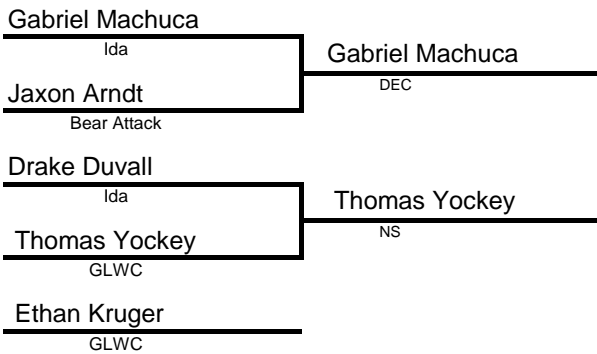 Gabriel Machuca
Ida
Gabriel Machuca
DEC
Jaxon Arndt
Bear Attack
Drake Duvall
Ida
Thomas Yockey
NS
Thomas Yockey
GLWC
Ethan Kruger
GLWC